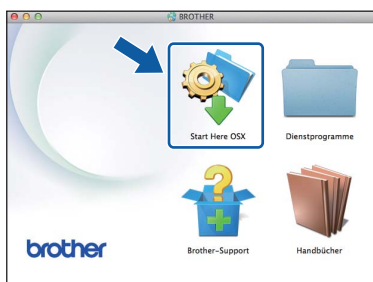 BROTHER
Start Here OSX
Dienstprogramme
Brother-Support
Handbücher
brother